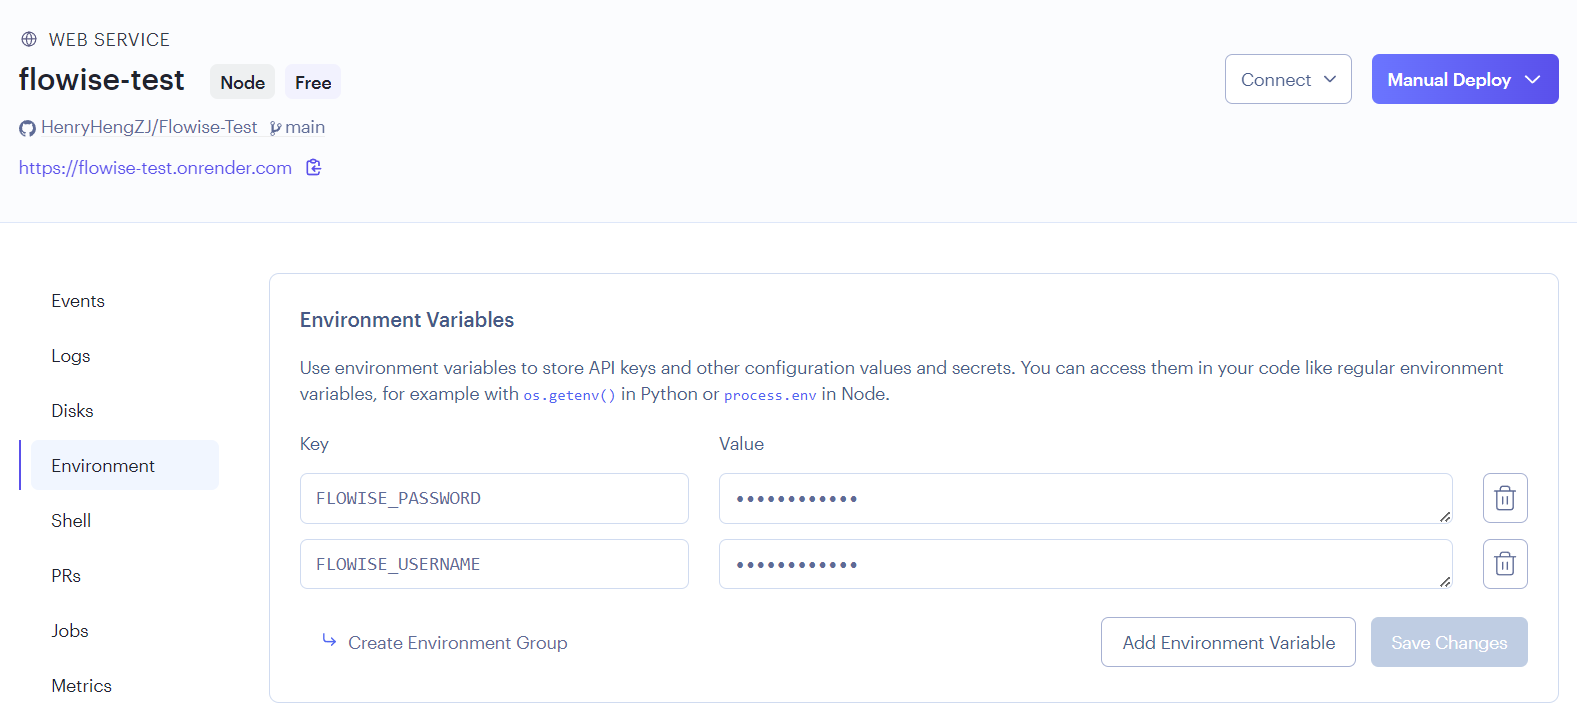 WEB SERVICE
flowise-test Node Free
Connect
Manual Deploy
HenryHengZJ/Flowise-Test main
https://flowise-test.onrender.com
Events
Logs
Disks
Environment
Shell
PRs
Jobs
Metrics
Environment Variables
Use environment variables to store API keys and other configuration values and secrets. You can access them in your code like regular environment
variables, for example with os.getenv() in Python or process.env in Node.
Key Value
FLOWISE_PASSWORD ••••••••••••
FLOWISE_USERNAME ••••••••••••
Create Environment Group
Add Environment Variable
Save Changes